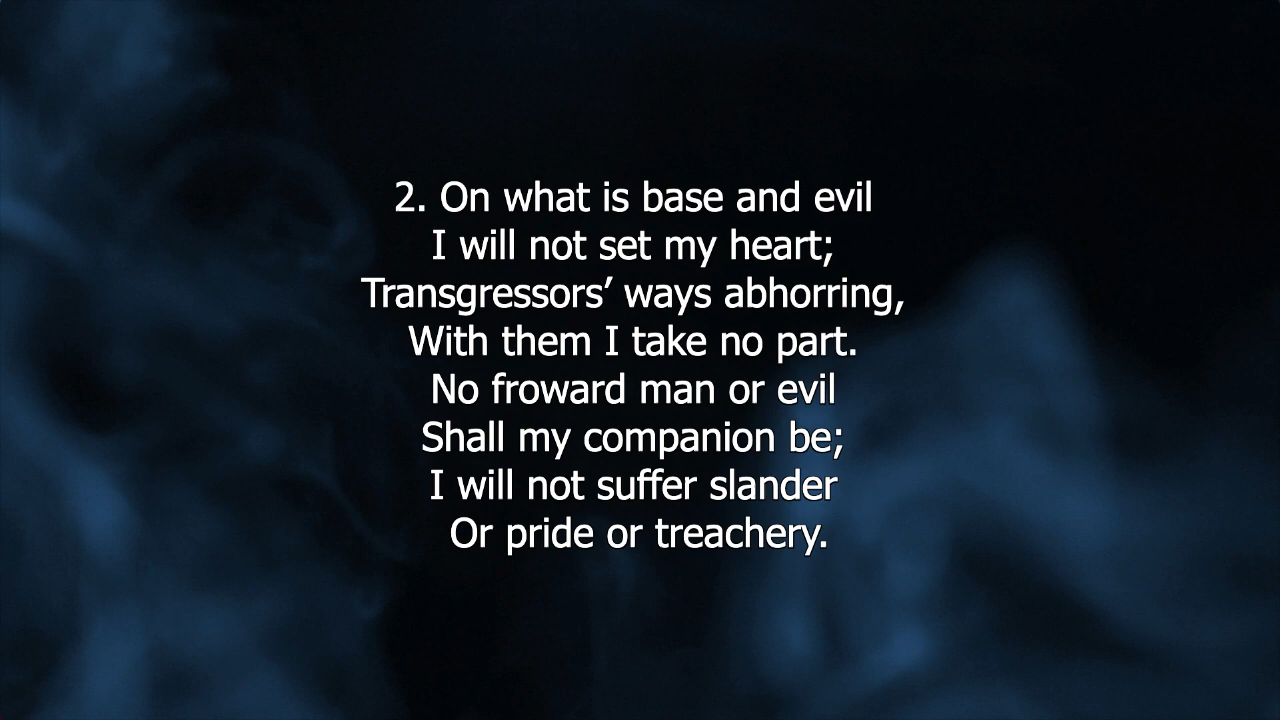 2. On what is base and evil
I will not set my heart;
Transgressors’ ways abhorring,
With them I take no part.
No froward man or evil
Shall my companion be;
I will not suffer slander
Or pride or treachery.